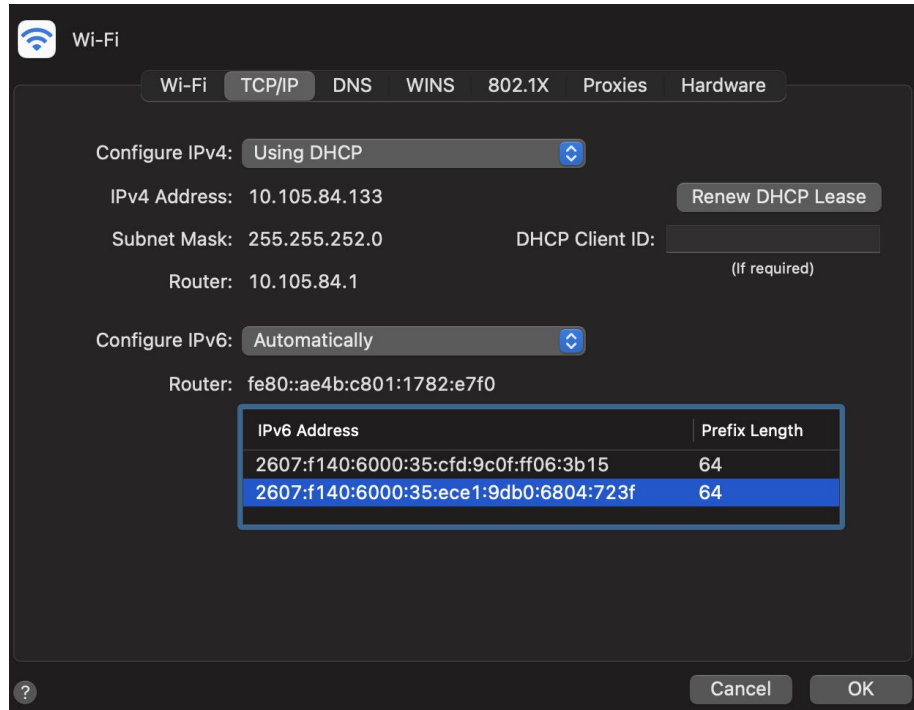 Wi-Fi
Wi-Fi TCP/IP DNS WINS 802.1X Proxies Hardware
Configure IPv4: Using DHCP
IPv4 Address: 10.105.84.133 Renew DHCP Lease
Subnet Mask: 255.255.252.0 DHCP Client ID:
(If required)
Router: 10.105.84.1
Configure IPv6: Automatically
Router: fe80::ae4b:c801:1782:e7f0
IPv6 Address Prefix Length
2607:f140:6000:35:cfd:9c0f:ff06:3b15 64
2607:f140:6000:35:ece1:9db0:6804:723f 64
? Cancel OK